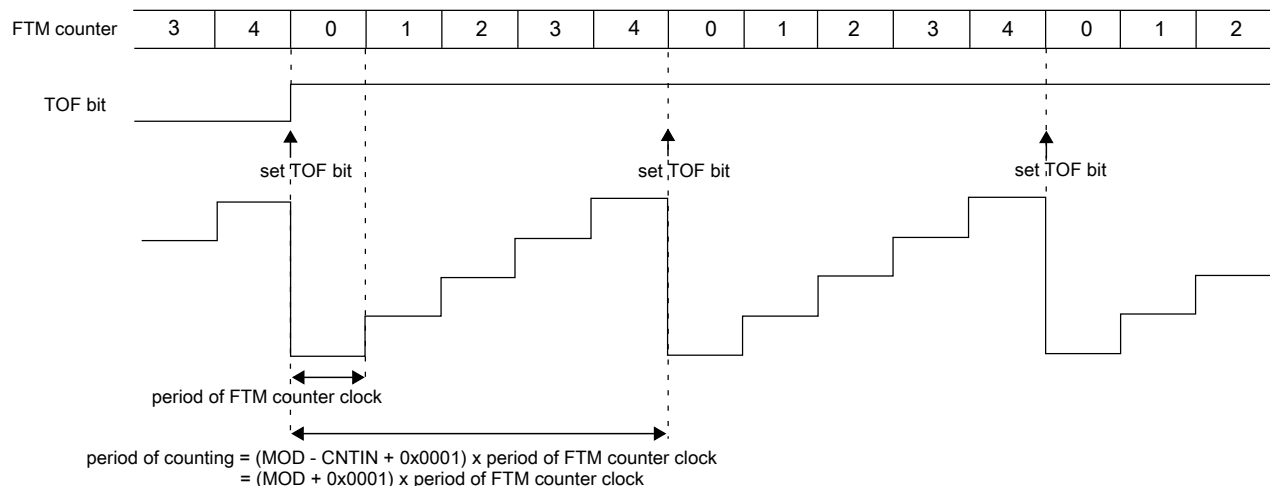 FTM counter 3 4 0 1 2 3 4 0 1 2 3 4 0 1 2
TOF bit
set TOF bit set TOF bit set TOF bit
period of FTM counter clock
period of counting = (MOD - CNTIN + 0x0001) x period of FTM counter clock
= (MOD + 0x0001) x period of FTM counter clock